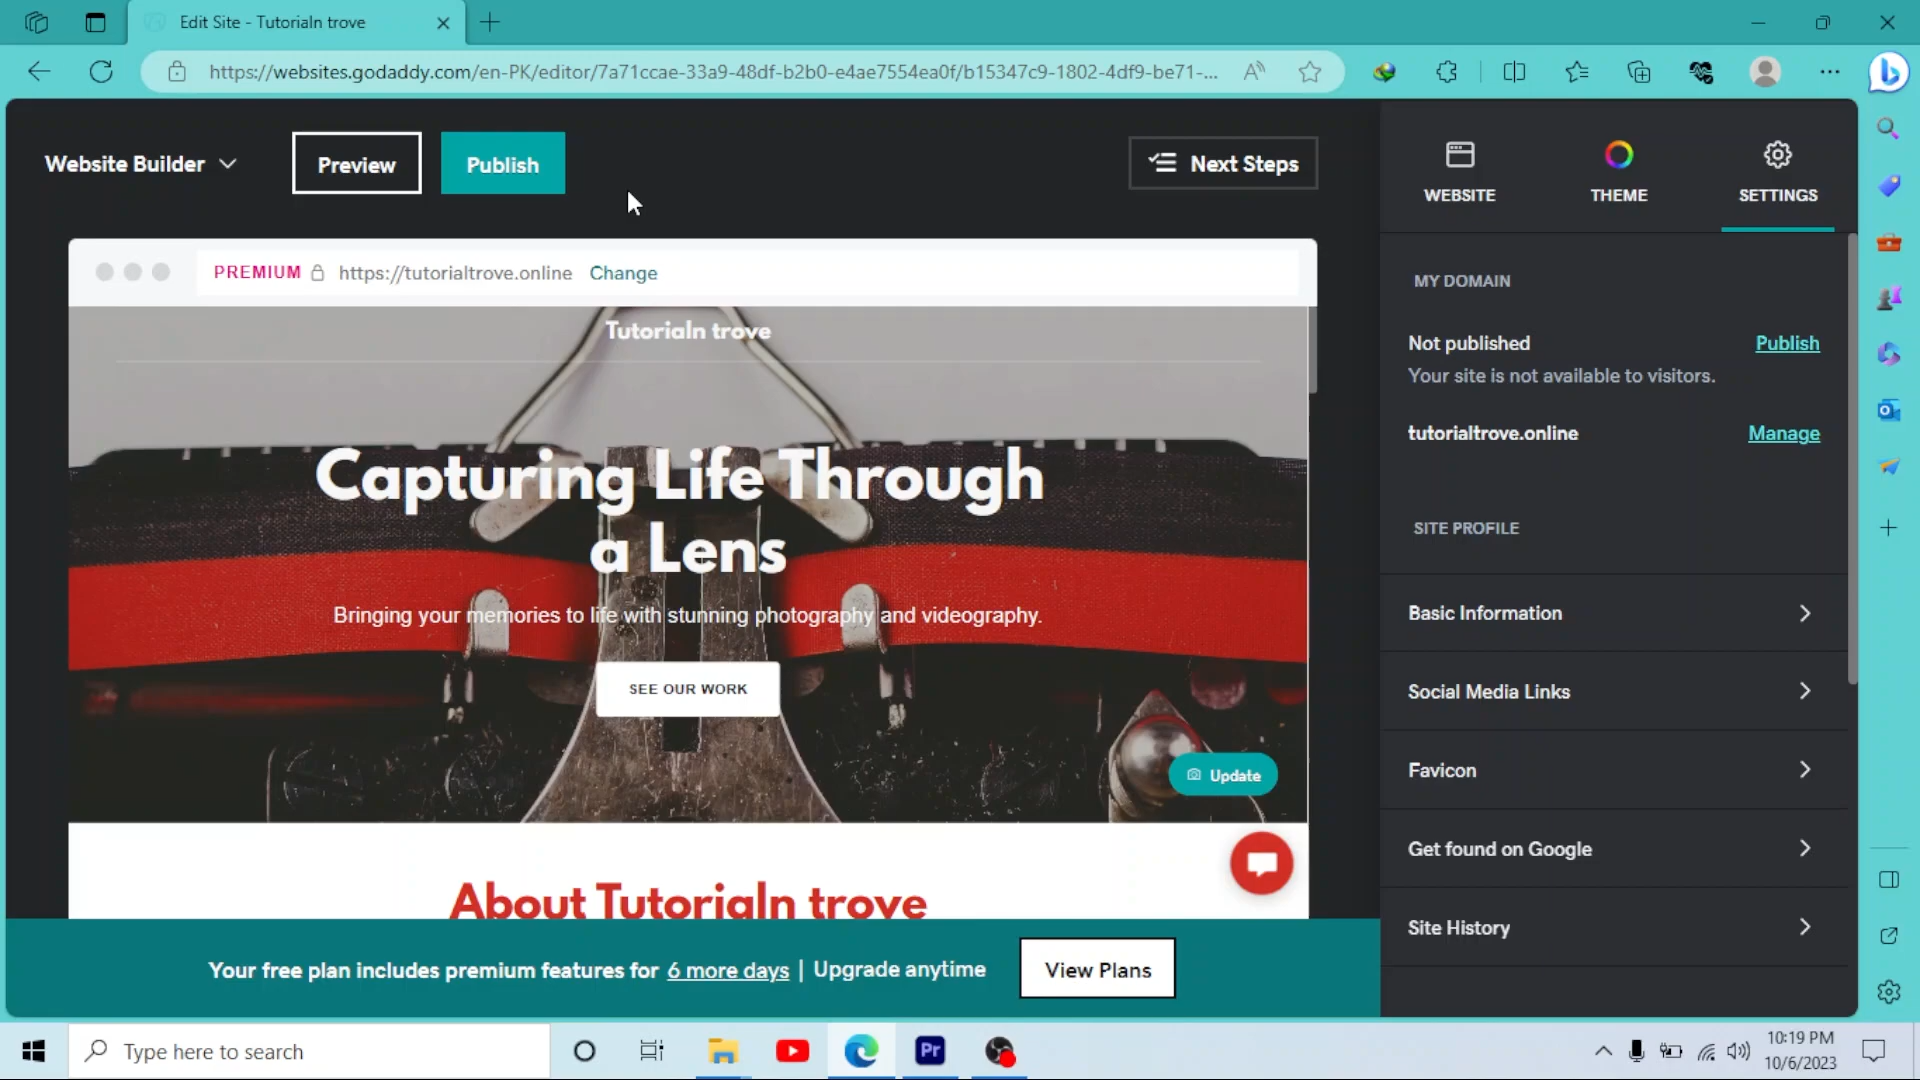 Edit Site - Tutorialn trove
https://websites.godaddy.com/en-PK/editor/7a71ccae-33a9-48df-b2b0-e4ae7554ea0f/b15347c9-1802-4df9-be71-...
Website Builder
Preview
Publish
Next Steps
WEBSITE
THEME
SETTINGS
PREMIUM
https://tutorialtrove.online
Change
Tutorialn trove
Capturing Life Through
a Lens
Bringing your memories to life with stunning photography and videography.
SEE OUR WORK
Update
About Tutorialn trove
MY DOMAIN
Not published
Publish
Your site is not available to visitors.
tutorialtrove.online
Manage
SITE PROFILE
Basic Information
Social Media Links
Favicon
Get found on Google
Site History
Your free plan includes premium features for 6 more days | Upgrade anytime
View Plans
Type here to search
Pr
10:19 PM
10/6/2023